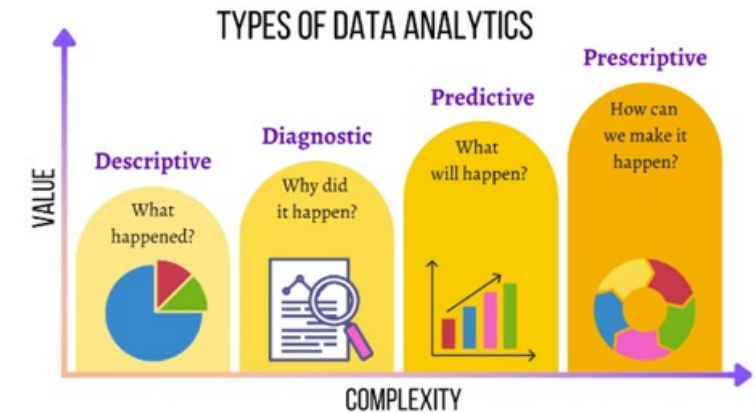 TYPES OF DATA ANALYTICS
Prescriptive
Predictive
Diagnostic
Descriptive
How can
we make it
happen?
What
will happen?
Why did
it happen?
What
happened?
VALUE
COMPLEXITY